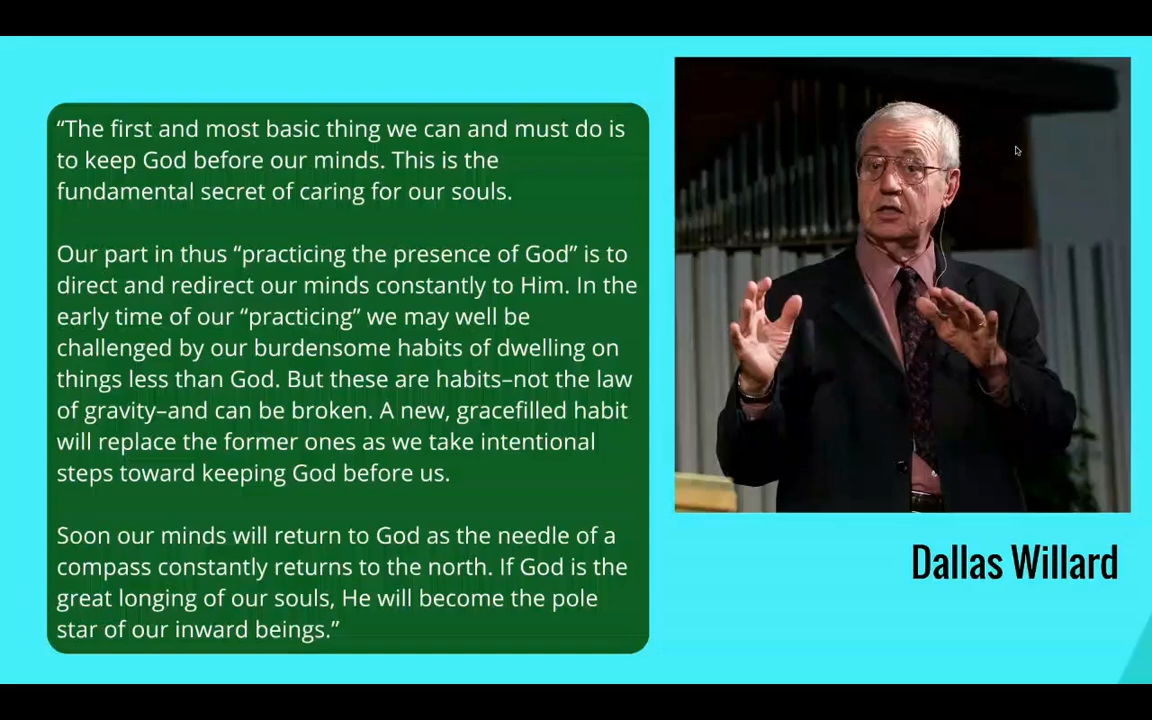 “The first and most basic thing we can and must do is
to keep God before our minds. This is the
fundamental secret of caring for our souls.
Our part in thus “practicing the presence of God” is to
direct and redirect our minds constantly to Him. In the
early time of our “practicing” we may well be
challenged by our burdensome habits of dwelling on
things less than God. But these are habits–not the law
of gravity–and can be broken. A new, gracefilled habit
will replace the former ones as we take intentional
steps toward keeping God before us.
Soon our minds will return to God as the needle of a
compass constantly returns to the north. If God is the
great longing of our souls, He will become the pole
star of our inward beings.”
Dallas Willard